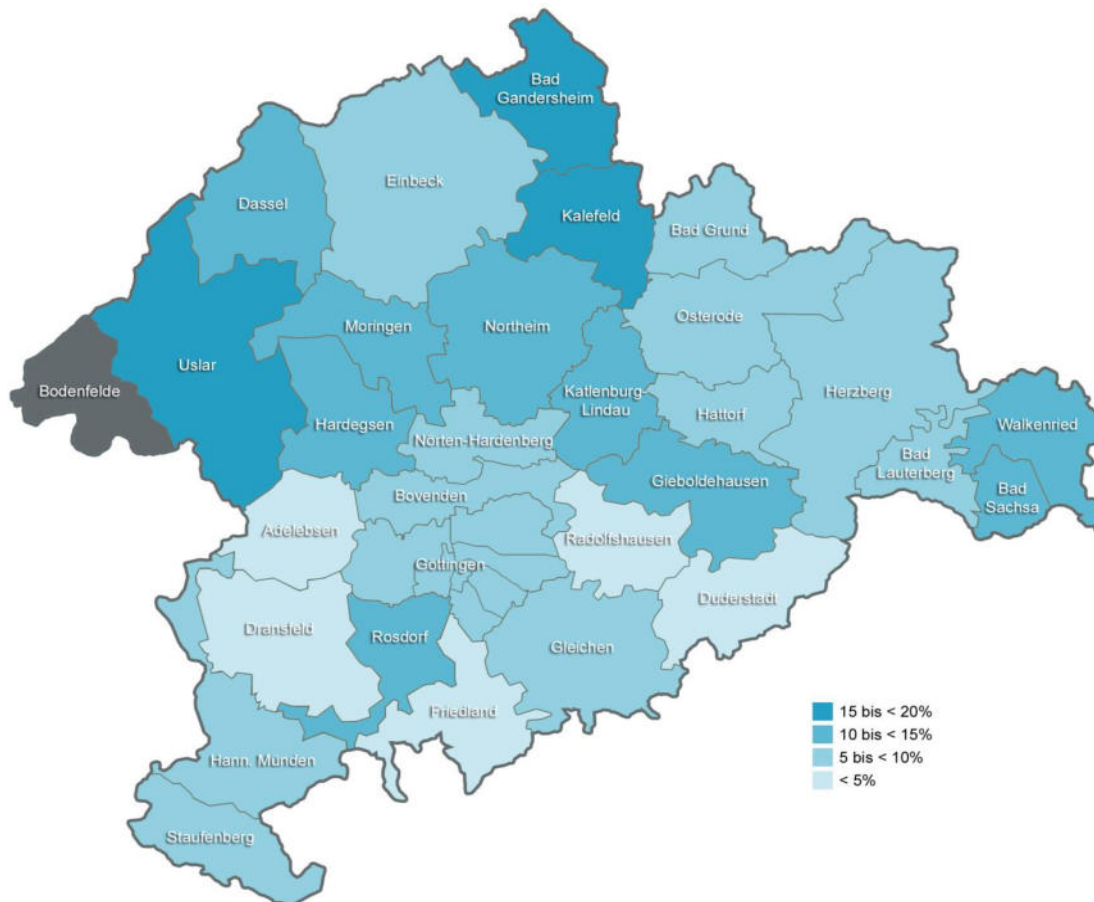 Bad
Gandersheim
Einbeck
Dassel
Kalefeld
Bad Grund
Moringen
Northeim
Osterode
Uslar
Bodenfelde
Katlenburg-
Lindau
Herzberg
Hattorf
Hardegsen
Walkenried
Nörten-Hardenberg
Bad
Lauterberg
Gieboldehausen
Bad
Sachsa
Bovenden
Adelebsen
Radolfshausen
Göttingen
Duderstadt
Dransfeld
Rosdorf
Gleichen
Friedland
Hann. Münden
Staufenberg
15 bis < 20%
10 bis < 15%
5 bis < 10%
< 5%